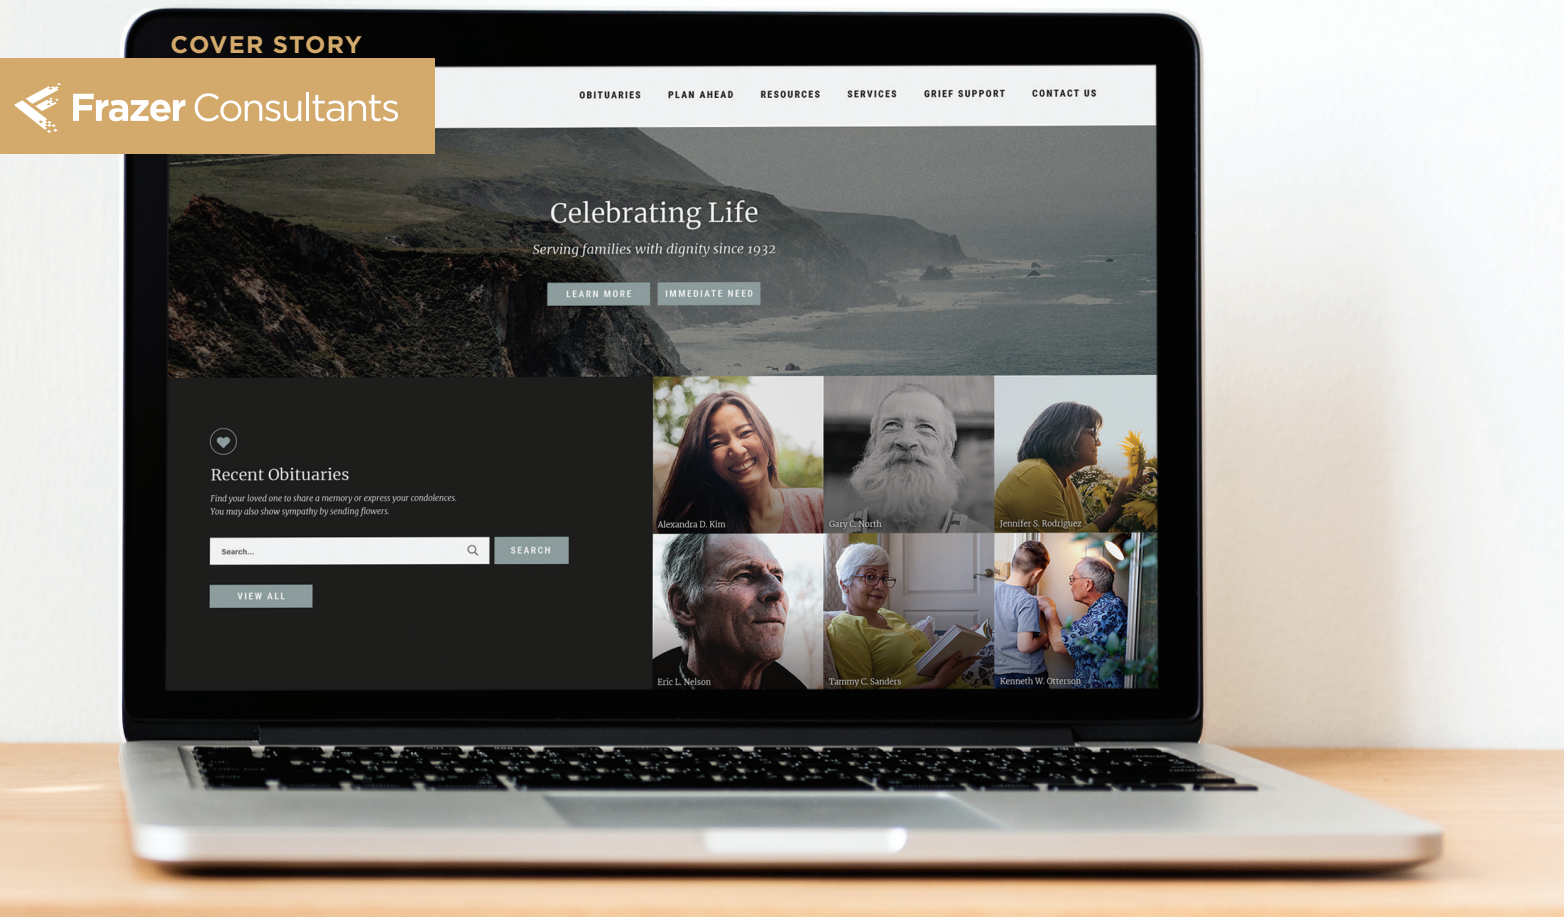 COVER STORY
Frazer Consultants
OBITUARIES PLAN AHEAD RESOURCES SERVICES GRIEF SUPPORT CONTACT US
Celebrating Life
Serving families with dignity since 1932
LEARN MORE IMMEDIATE NEED
Recent Obituaries
Find your loved one to share a memory or express your condolences.
You may also show sympathy by sending flowers.
Search... SEARCH
VIEW ALL
Alexandra D. Kim Gary C. North Jennifer S. Rodriguez
Eric L. Nelson Tammy C. Sanders Kenneth W. Otterson